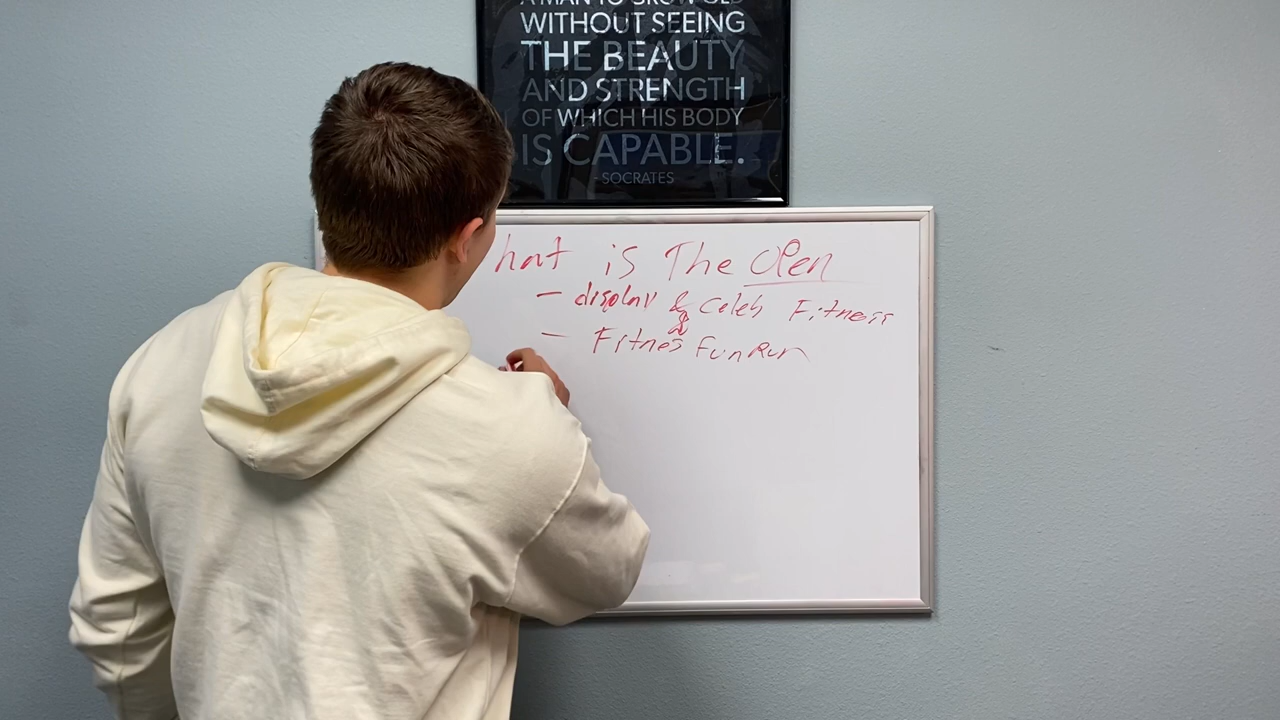 WITHOUT SEEING
THE BEAUTY
AND STRENGTH
OF WHICH HIS BODY
IS CAPABLE.
- SOCRATES
hat is The Open
- display & Celeb Fitness
- Fitnes Fun Run